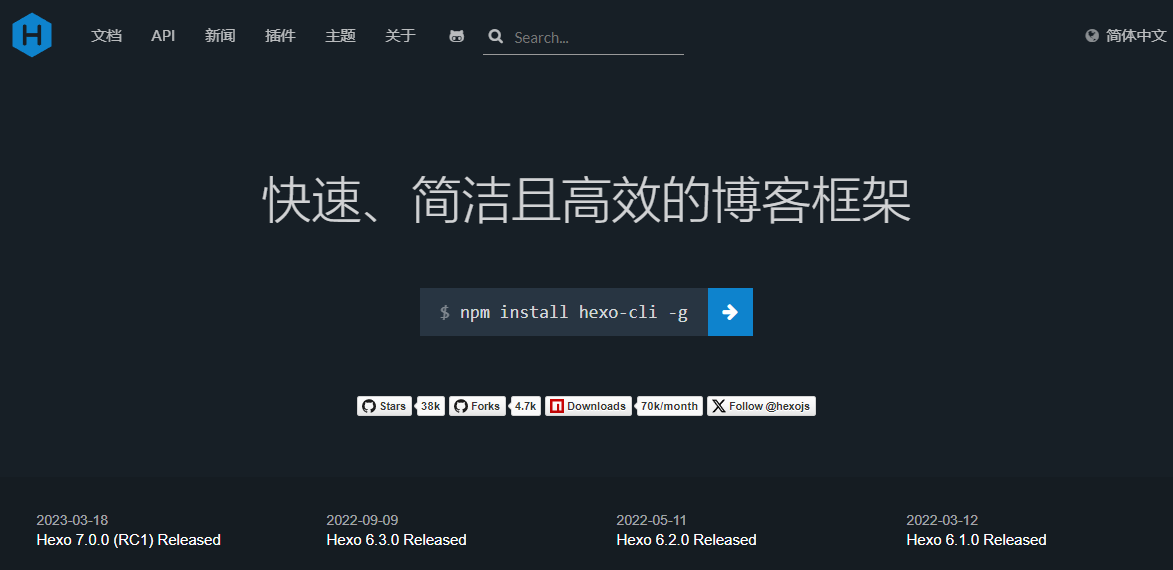 H 文档 API 新闻 插件 主题 关于 Search... 简体中文
快速、简洁且高效的博客框架
$ npm install hexo-cli -g
Stars 38k Forks 4.7k Downloads 70k/month Follow @hexojs
2023-03-18 2022-09-09 2022-05-11 2022-03-12
Hexo 7.0.0 (RC1) Released Hexo 6.3.0 Released Hexo 6.2.0 Released Hexo 6.1.0 Released